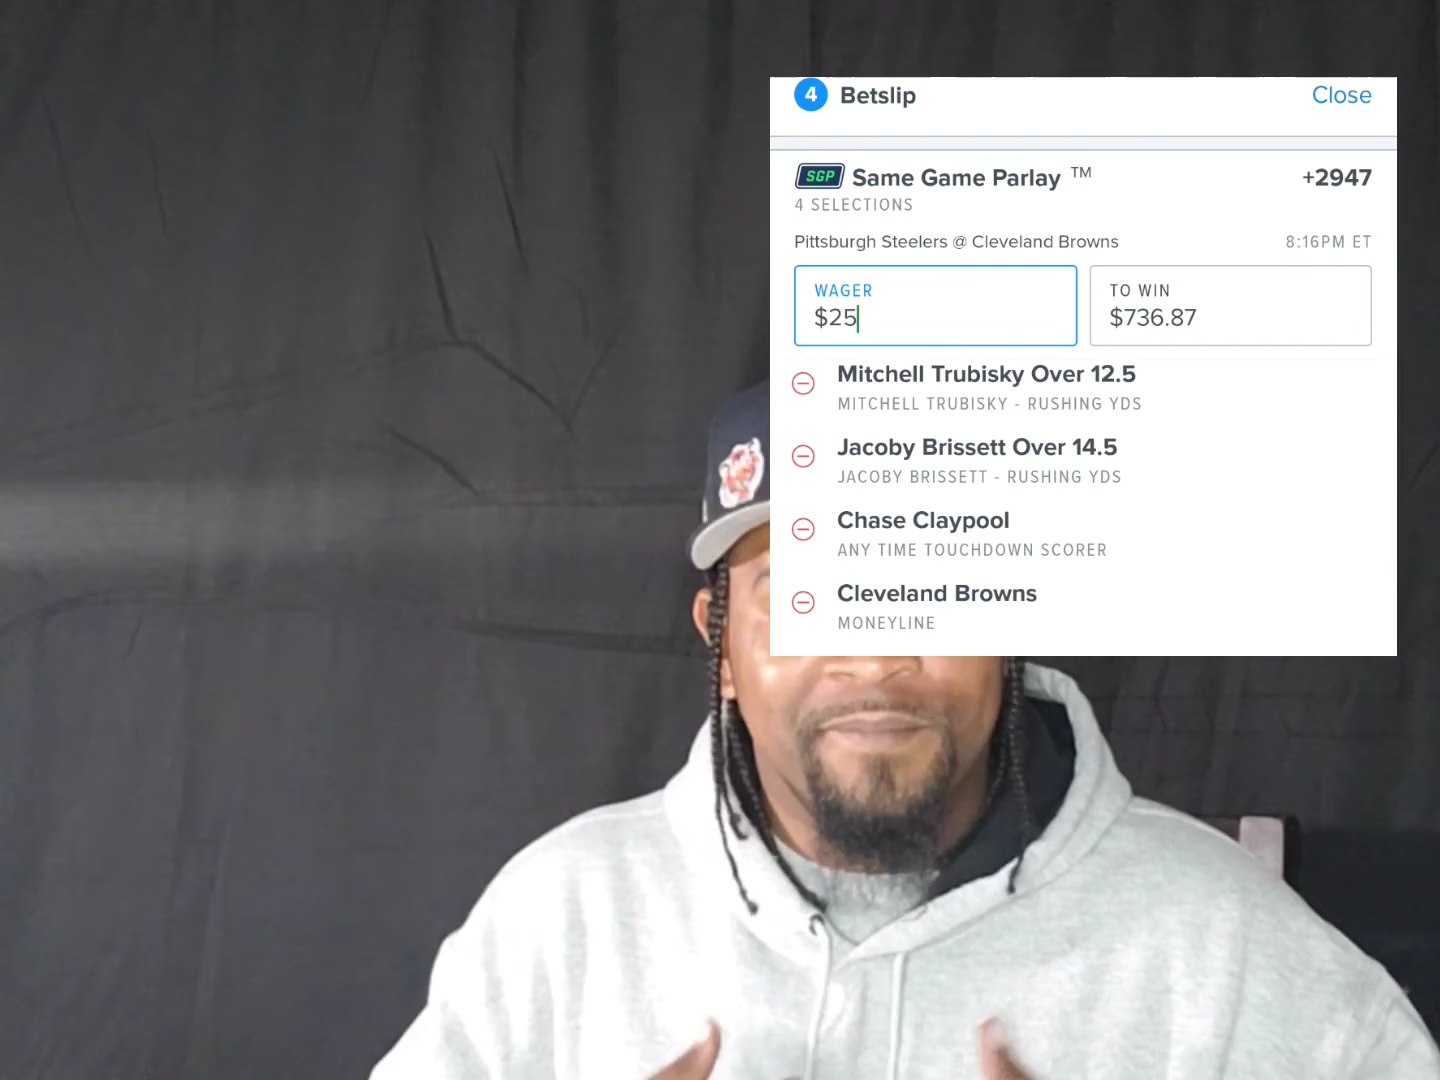 4 Betslip Close
SGP Same Game Parlay TM +2947
4 SELECTIONS
Pittsburgh Steelers @ Cleveland Browns 8:16PM ET
WAGER TO WIN
$25 $736.87
Mitchell Trubisky Over 12.5
MITCHELL TRUBISKY - RUSHING YDS
Jacoby Brissett Over 14.5
JACOBY BRISSETT - RUSHING YDS
Chase Claypool
ANY TIME TOUCHDOWN SCORER
Cleveland Browns
MONEYLINE